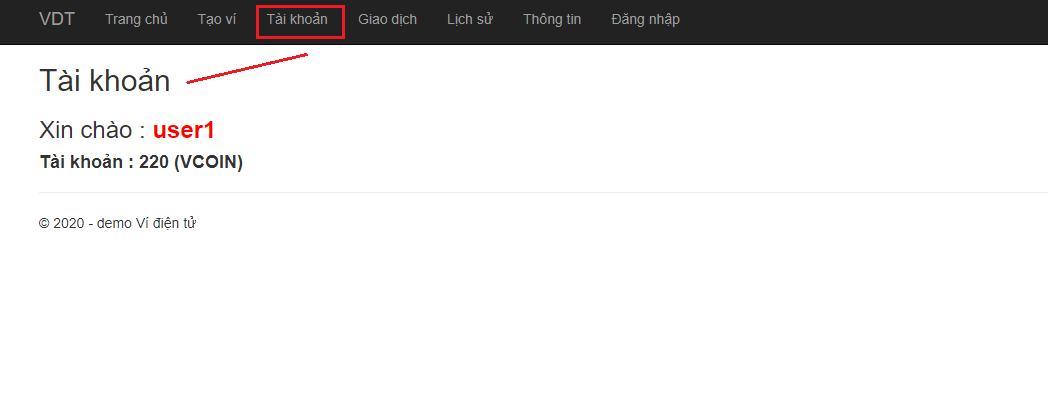 VDT Trang chủ Tạo ví Tài khoản Giao dịch Lịch sử Thông tin Đăng nhập
Tài khoản
Xin chào : user1
Tài khoản : 220 (VCOIN)
© 2020 - demo Ví điện tử